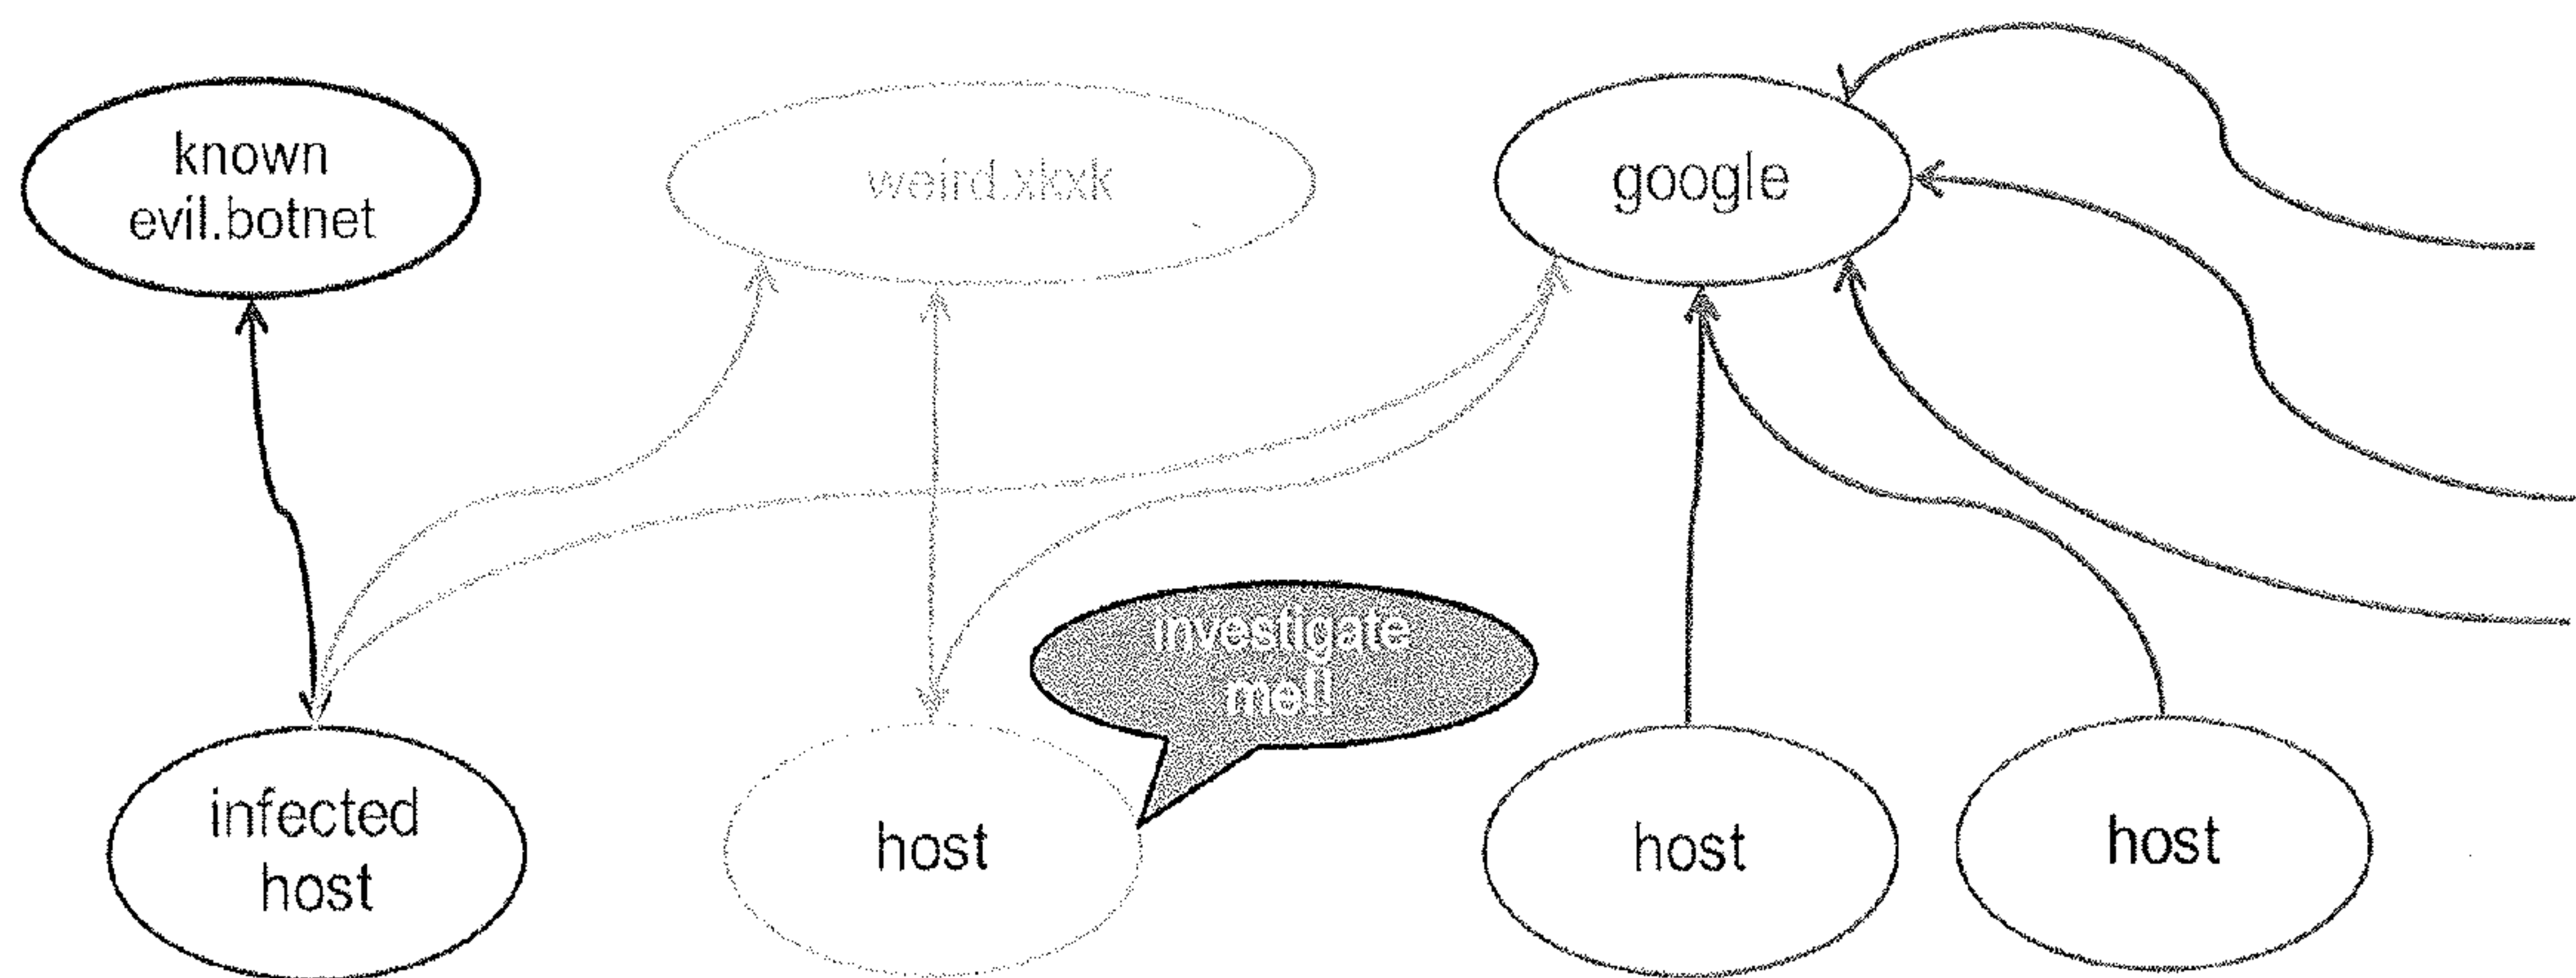 known
evil.botnet
weird.xkxk
google
investigate
me!!
infected
host
host
host
host